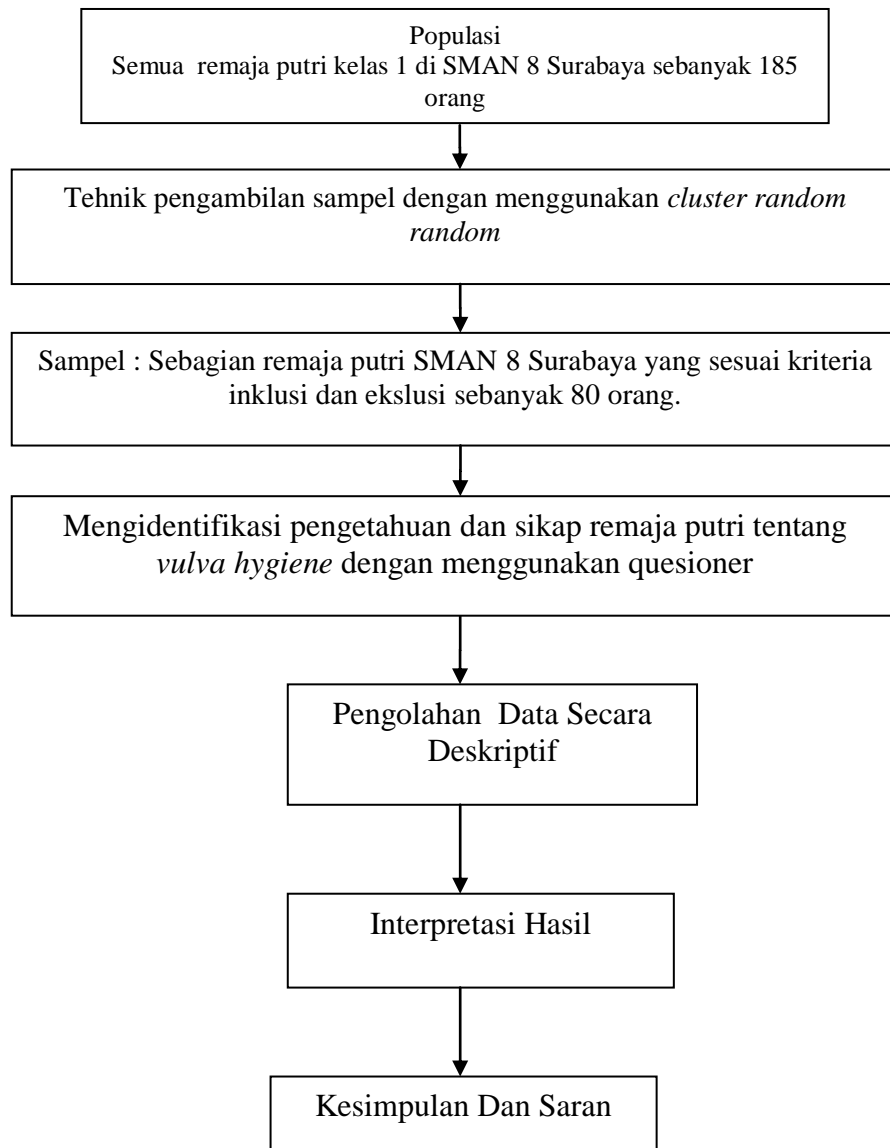 Populasi
Semua remaja putri kelas 1 di SMAN 8 Surabaya sebanyak 185
orang
Tehnik pengambilan sampel dengan menggunakan cluster random
random
Sampel : Sebagian remaja putri SMAN 8 Surabaya yang sesuai kriteria
inklusi dan ekslusi sebanyak 80 orang.
Mengidentifikasi pengetahuan dan sikap remaja putri tentang
vulva hygiene dengan menggunakan quesioner
Pengolahan Data Secara
Deskriptif
Interpretasi Hasil
Kesimpulan Dan Saran